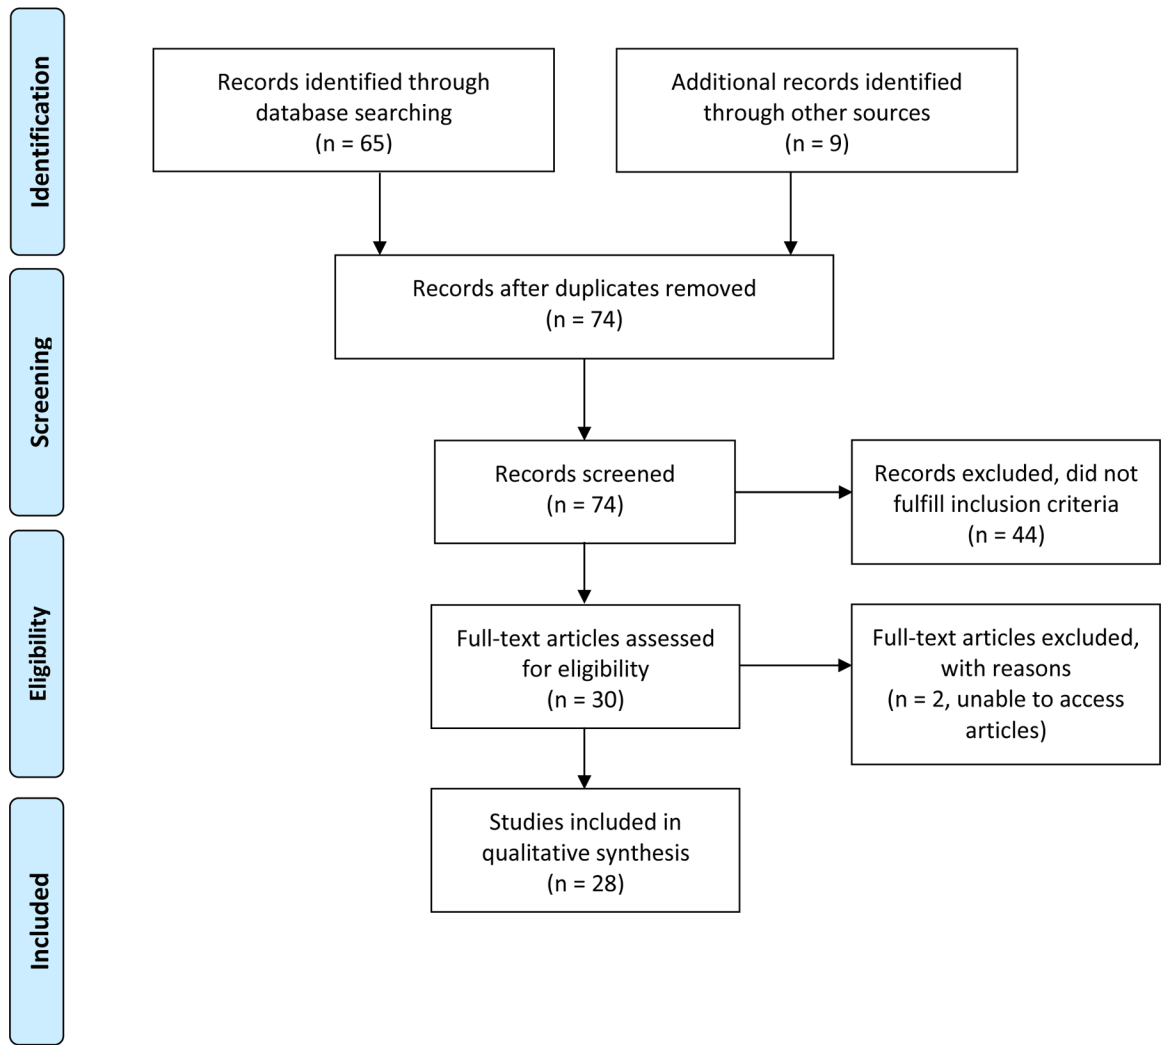 Identification
Records identified through
database searching
(n = 65)
Additional records identified
through other sources
(n = 9)
Records after duplicates removed
(n = 74)
Screening
Records screened
(n = 74)
Records excluded, did not
fulfill inclusion criteria
(n = 44)
Eligibility
Full-text articles assessed
for eligibility
(n = 30)
Full-text articles excluded,
with reasons
(n = 2, unable to access
articles)
Included
Studies included in
qualitative synthesis
(n = 28)